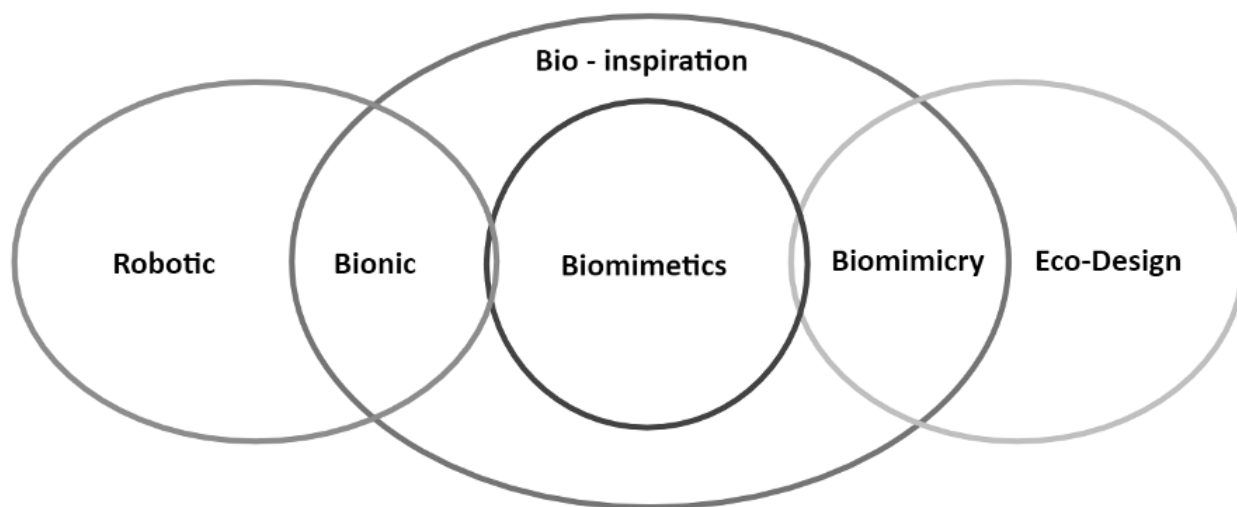 Bio - inspiration
Robotic
Bionic
Biomimetics
Biomimicry
Eco-Design